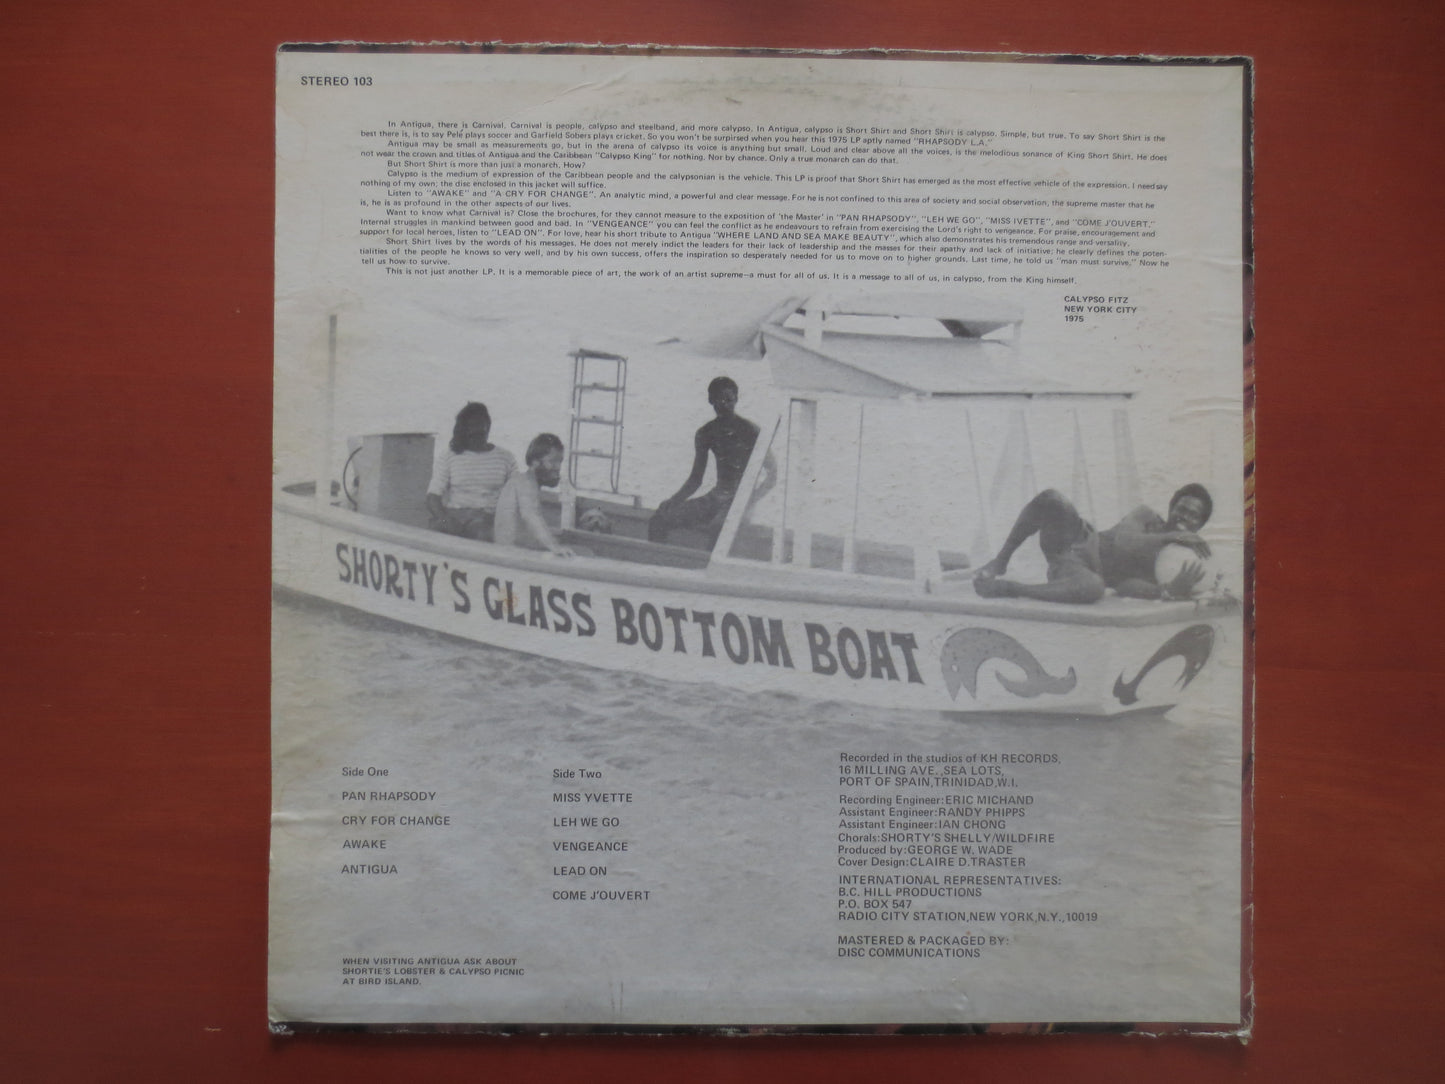 STEREO 103
In Antigua, there is Carnival. Carnival is people, calypso and steelband, and more calypso. In Antigua, calypso is Short Shirt and Short Shirt is calypso. Simple, but true. To say Short Shirt is the
best there is, is to say Pelé plays soccer and Garfield Sobers plays cricket. So you won't be surpirsed when you hear this 1975 LP aptly named "RHAPSODY L.A."
Antigua may be small as measurements go, but in the arena of calypso its voice is anything but small. Loud and clear above all the voices, is the melodious sonance of King Short Shirt. He does
not wear the crown and titles of Antigua and the Caribbean "Calypso King" for nothing. Nor by chance. Only a true monarch can do that.
But Short Shirt is more than just a monarch. How?
Calypso is the medium of expression of the Caribbean people and the calypsonian is the vehicle. This LP is proof that Short Shirt has emerged as the most effective vehicle of the expression. I need say
nothing of my own; the disc enclosed in this jacket will suffice.
Listen to "AWAKE" and "A CRY FOR CHANGE". An analytic mind, a powerful and clear message. For he is not confined to this area of society and social observation, the supreme master that he
is, he is as profound in the other aspects of our lives.
Want to know what Carnival is? Close the brochures, for they cannot measure to the exposition of 'the Master' in "PAN RHAPSODY", "LEH WE GO", "MISS IVETTE", and "COME J'OUVERT."
Internal struggles in mankind between good and bad. In "VENGEANCE" you can feel the conflict as he endeavours to refrain from exercising the Lord's right to vengeance. For praise, encouragement and
support for local heroes, listen to "LEAD ON". For love, hear his short tribute to Antigua "WHERE LAND AND SEA MAKE BEAUTY", which also demonstrates his tremendous range and versality.
Short Shirt lives by the words of his messages. He does not merely indict the leaders for their lack of leadership and the masses for their apathy and lack of initiative; he clearly defines the poten-
tialities of the people he knows so very well, and by his own success, offers the inspiration so desperately needed for us to move on to higher grounds. Last time, he told us "man must survive." Now he
tell us how to survive.
This is not just another LP. It is a memorable piece of art, the work of an artist supreme—a must for all of us. It is a message to all of us, in calypso, from the King himself.
CALYPSO FITZ
NEW YORK CITY
1975
SHORTY'S GLASS BOTTOM BOAT
Side One
PAN RHAPSODY
CRY FOR CHANGE
AWAKE
ANTIGUA
Side Two
MISS YVETTE
LEH WE GO
VENGEANCE
LEAD ON
COME J'OUVERT
Recorded in the studios of KH RECORDS,
16 MILLING AVE.,SEA LOTS,
PORT OF SPAIN,TRINIDAD,W.I.
Recording Engineer:ERIC MICHAND
Assistant Engineer:RANDY PHIPPS
Assistant Engineer:IAN CHONG
Chorals:SHORTY'S SHELLY/WILDFIRE
Produced by:GEORGE W. WADE
Cover Design:CLAIRE D.TRASTER
INTERNATIONAL REPRESENTATIVES:
B.C. HILL PRODUCTIONS
P.O. BOX 547
RADIO CITY STATION,NEW YORK,N.Y.,10019
MASTERED & PACKAGED BY:
DISC COMMUNICATIONS
WHEN VISITING ANTIGUA ASK ABOUT
SHORTIE'S LOBSTER & CALYPSO PICNIC
AT BIRD ISLAND.